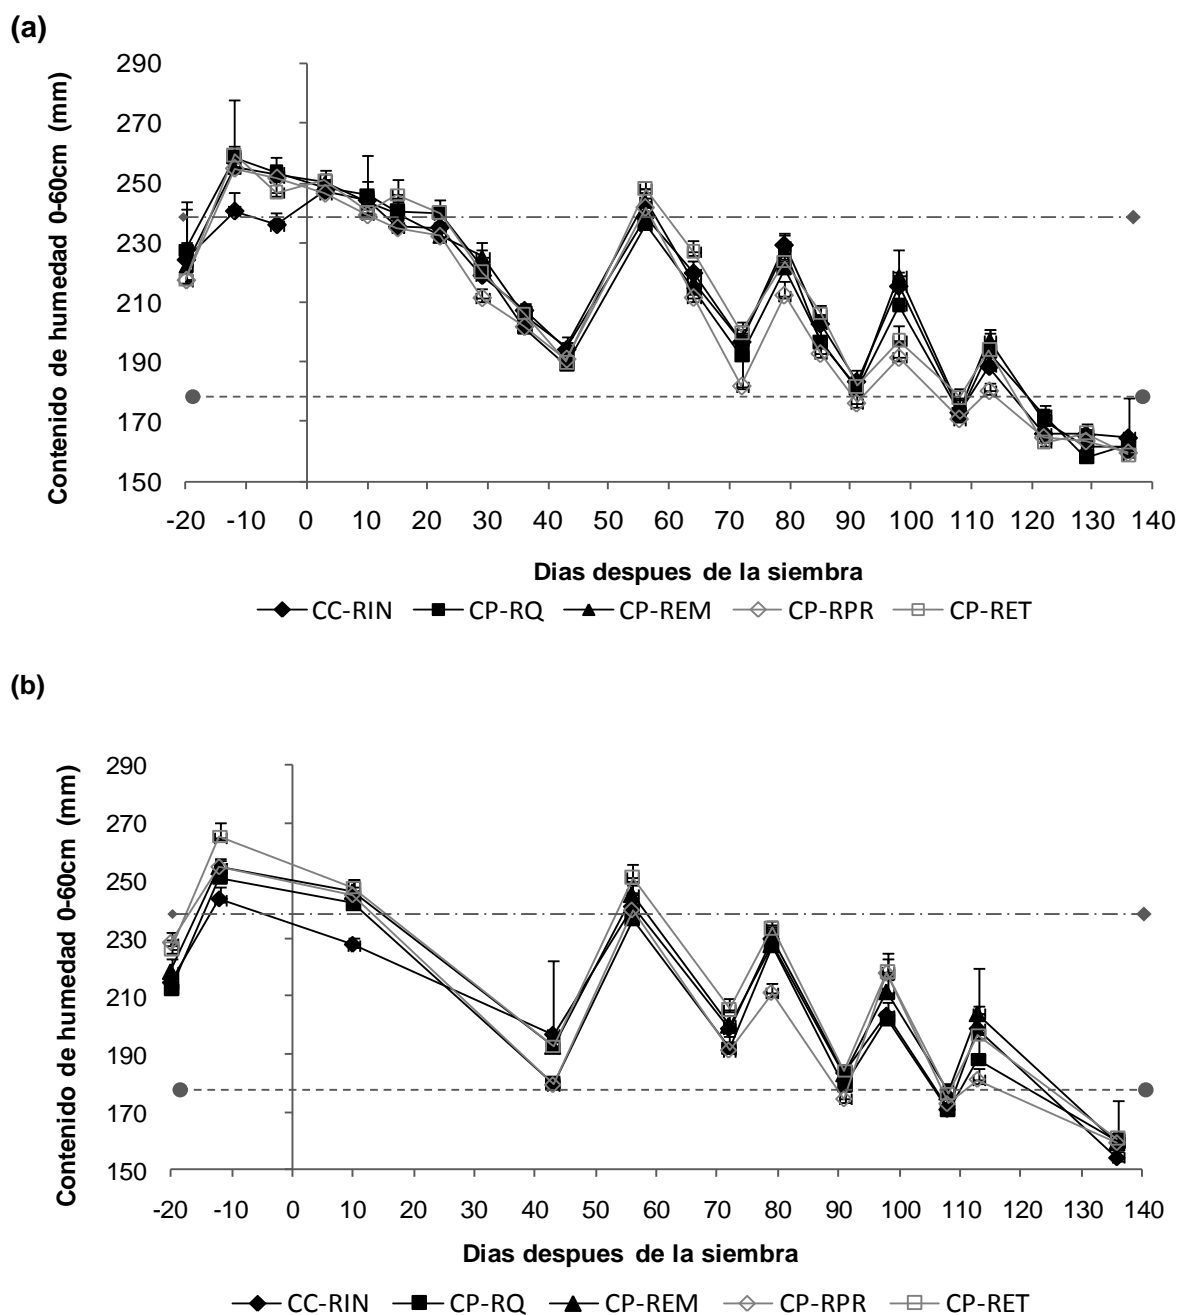 (a)
Contenido de humedad 0-60cm (mm)
290
270
250
230
210
190
170
150
-20 -10 0 10 20 30 40 50 60 70 80 90 100 110 120 130 140
Dias despues de la siembra
CC-RIN CP-RQ CP-REM CP-RPR CP-RET
(b)
Contenido de humedad 0-60cm (mm)
290
270
250
230
210
190
170
150
-20 -10 0 10 20 30 40 50 60 70 80 90 100 110 120 130 140
Dias despues de la siembra
CC-RIN CP-RQ CP-REM CP-RPR CP-RET